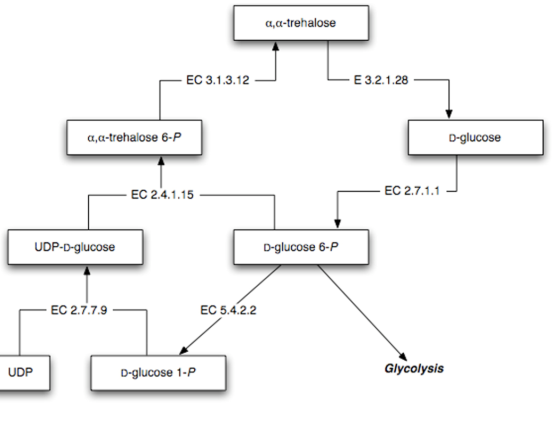 α,α-trehalose
EC 3.1.3.12
E 3.2.1.28
α,α-trehalose 6-P
D-glucose
EC 2.4.1.15
EC 2.7.1.1
UDP-D-glucose
D-glucose 6-P
EC 2.7.7.9
EC 5.4.2.2
UDP
D-glucose 1-P
Glycolysis